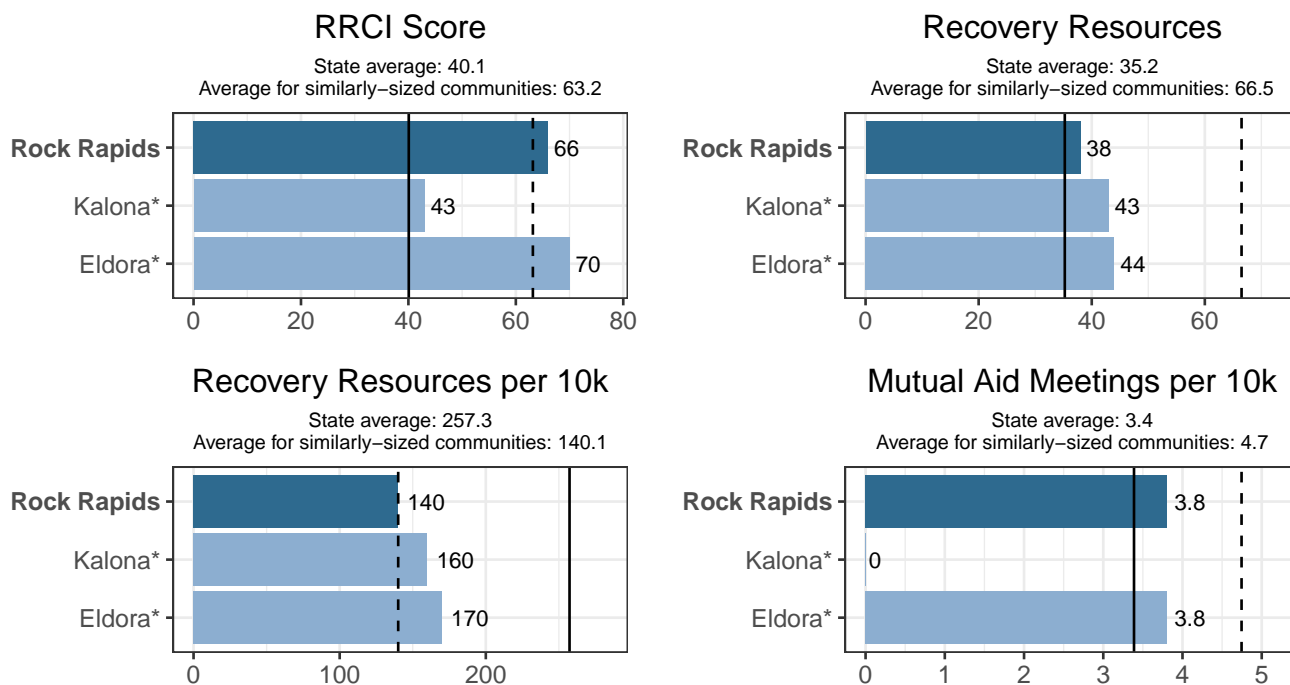 RRCI Score
State average: 40.1
Average for similarly−sized communities: 63.2
Rock Rapids
66
Kalona*
43
Eldora*
70
0 20 40 60 80
Recovery Resources
State average: 35.2
Average for similarly−sized communities: 66.5
Rock Rapids
38
Kalona*
43
Eldora*
44
0 20 40 60
Recovery Resources per 10k
State average: 257.3
Average for similarly−sized communities: 140.1
Rock Rapids
140
Kalona*
160
Eldora*
170
0 100 200
Mutual Aid Meetings per 10k
State average: 3.4
Average for similarly−sized communities: 4.7
Rock Rapids
3.8
Kalona*
0
Eldora*
3.8
0 1 2 3 4 5